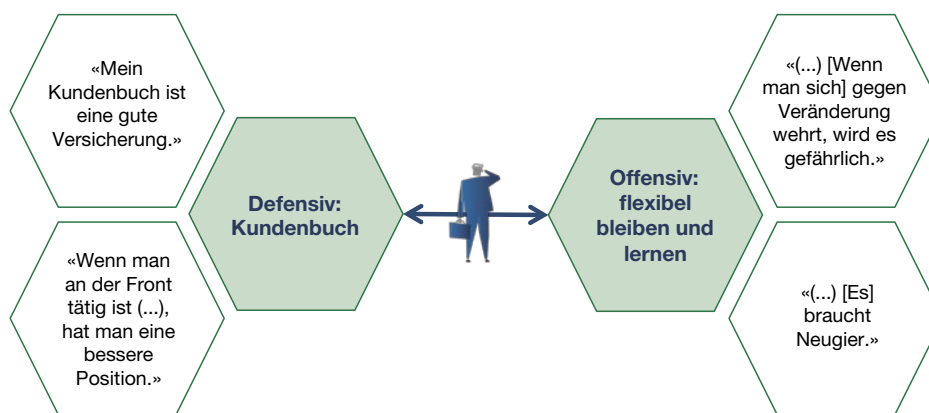 «Mein
Kundenbuch ist
eine gute
Versicherung.»
«Wenn man
an der Front
tätig ist (...),
hat man eine
bessere
Position.»
Defensiv:
Kundenbuch
Offensiv:
flexibel
bleiben und
lernen
«(...) [Wenn
man sich] gegen
Veränderung
wehrt, wird es
gefährlich.»
«(...) [Es]
braucht
Neugier.»